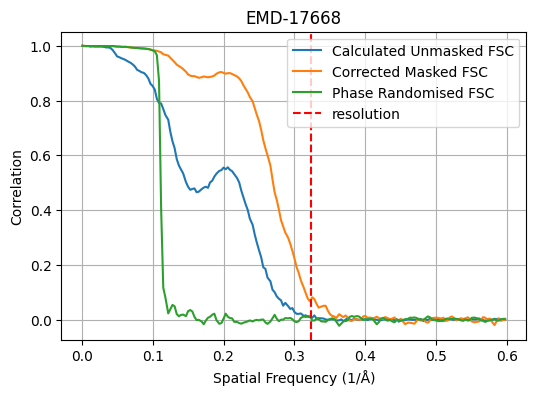 EMD-17668
Calculated Unmasked FSC
Corrected Masked FSC
Phase Randomised FSC
resolution
Correlation
1.0
0.8
0.6
0.4
0.2
0.0
0.0 0.1 0.2 0.3 0.4 0.5 0.6
Spatial Frequency (1/Å)